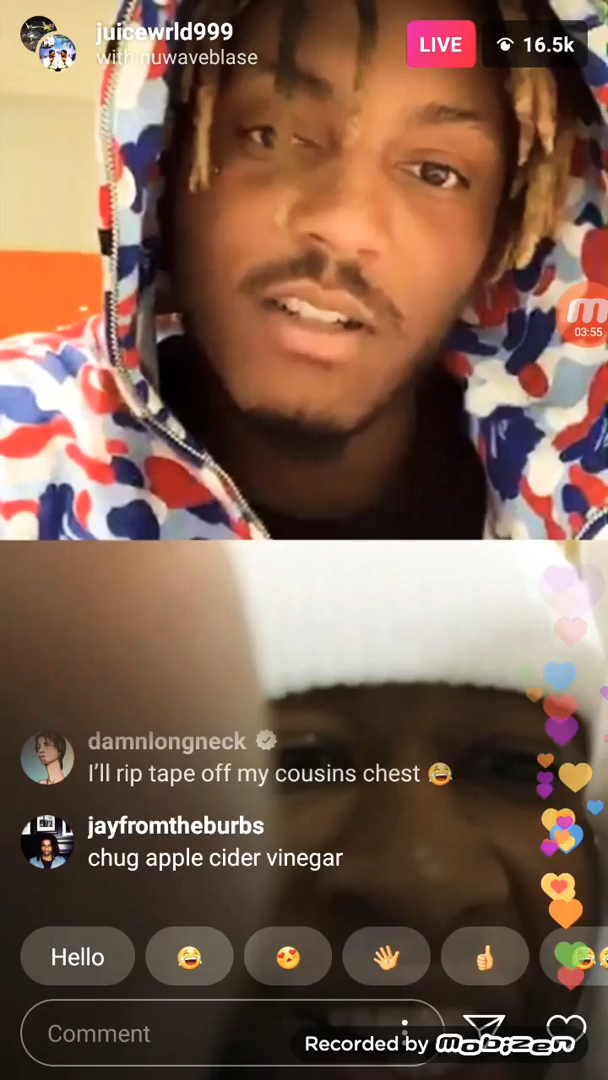 juicewrld999
with nuwaveblase
LIVE
16.5k
03:55
damnlongneck
I'll rip tape off my cousins chest 😂
jayfromtheburbs
chug apple cider vinegar
Hello 😂 😍 👋 👍 😂
Comment
Recorded by mobizen